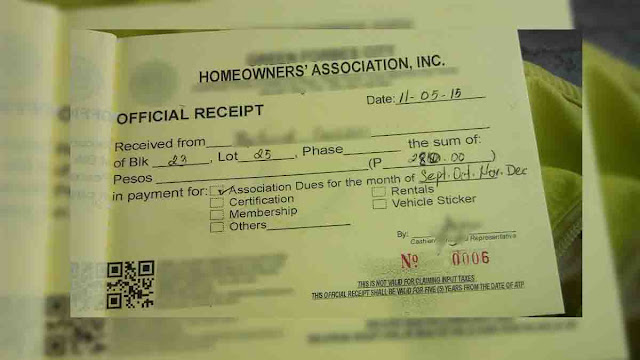 HOMEOWNERS' ASSOCIATION, INC.
OFFICIAL RECEIPT
Date: 11-05-15
Received from
of Blk 23, Lot 25, Phase the sum of:
Pesos (P .00 )
in payment for: Association Dues for the month of Sept. Oct. Nov. Dec
Certification Rentals
Membership Vehicle Sticker
Others
By:
Cashier Representative
Nº 0006
THIS IS NOT VALID FOR CLAIMING INPUT TAXES
THIS OFFICIAL RECEIPT SHALL BE VALID FOR FIVE (5) YEARS FROM THE DATE OF ATP